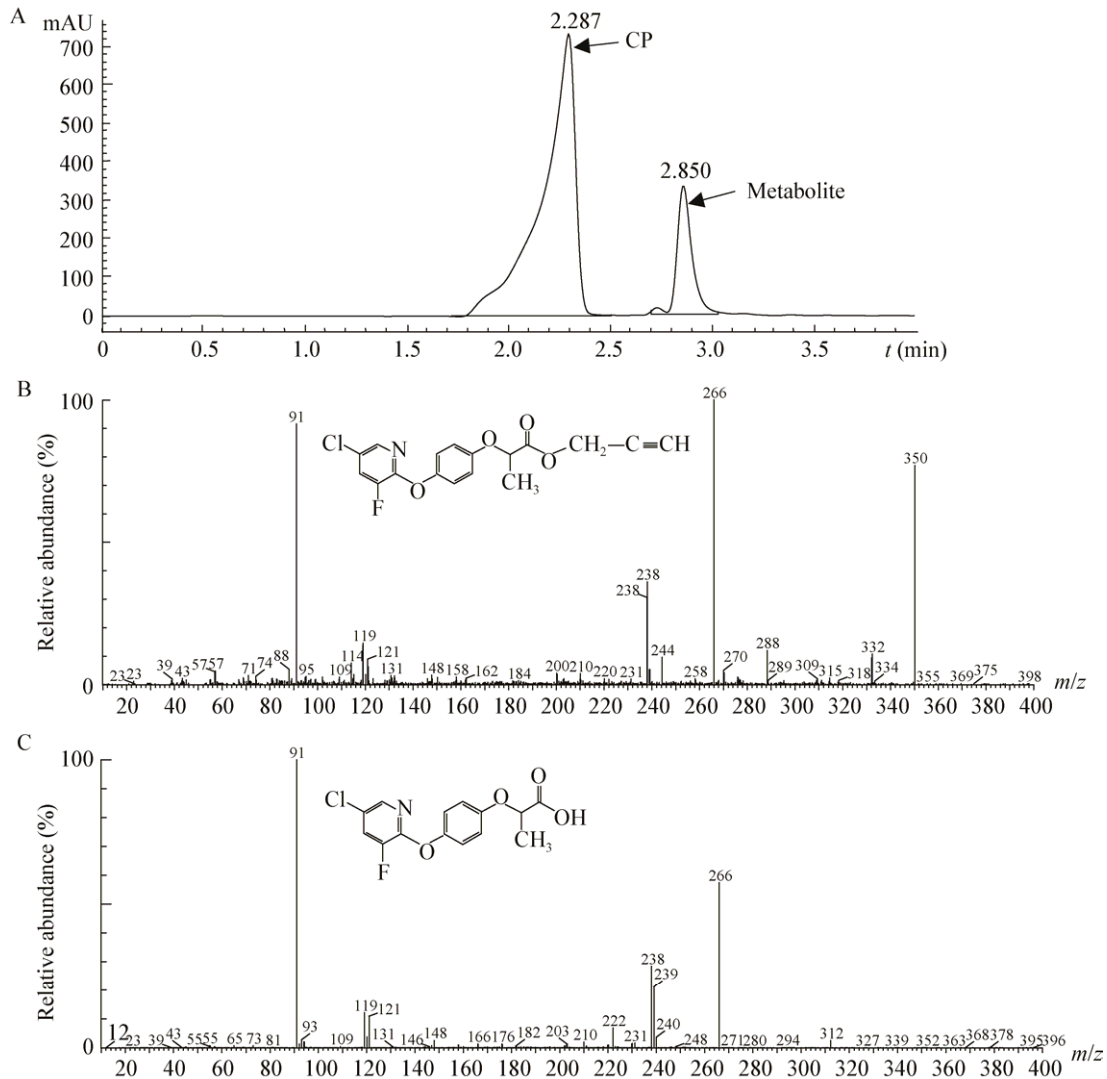 A
mAU
2.287
CP
700
600
500
400
300
200
100
0
2.850
Metabolite
0 0.5 1.0 1.5 2.0 2.5 3.0 3.5 t (min)
B
Relative abundance (%)
100
0
91
266
350
Cl N F O O CH3 O O CH2 C CH
238
238
23 23 39 43 57 57 71 74 88 95 109 114 119 121 131 148 158 162 184 200 202 210 220 231 244 258 270 288 289 309 315 318 332 334 355 369 375 398
20 40 60 80 100 120 140 160 180 200 220 240 260 280 300 320 340 360 380 400 m/z
C
Relative abundance (%)
100
0
91
266
Cl N F O O CH3 O OH
238
239
12 23 39 43 55 55 65 73 81 93 109 119 121 131 146 148 166 176 182 203 210 222 231 240 248 271 280 294 312 327 339 352 363 368 378 395 396
20 40 60 80 100 120 140 160 180 200 220 240 260 280 300 320 340 360 380 400 m/z